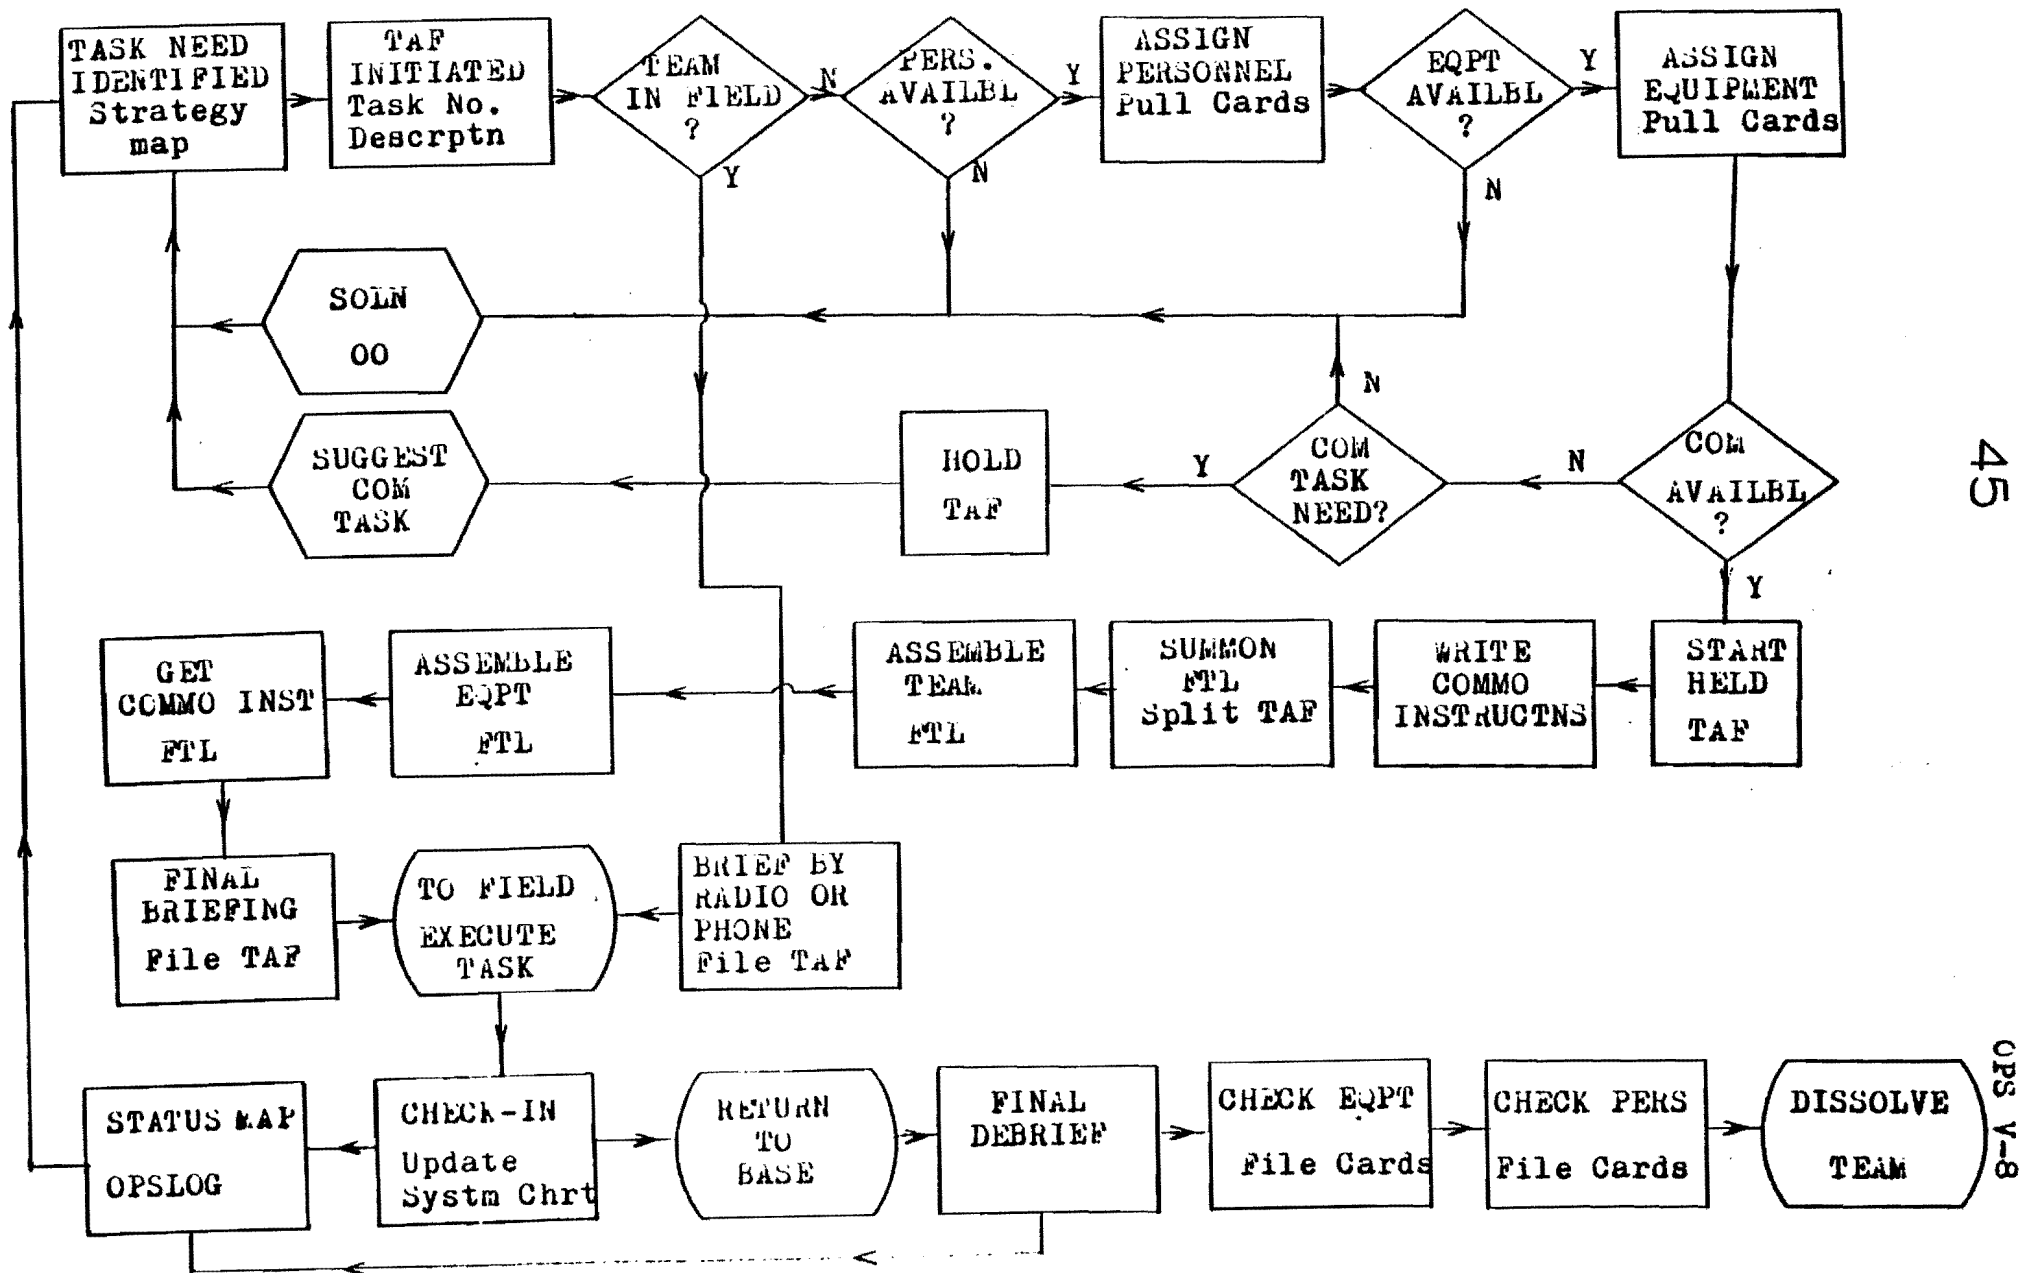 TASK NEED
IDENTIFIED
Strategy
map
TAF
INITIATED
Task No.
Descrptn
TEAM
IN FIELD
?
N
Y
PERS.
AVAILBL
?
Y
N
ASSIGN
PERSONNEL
Pull Cards
EQPT
AVAILBL
?
Y
N
ASSIGN
EQUIPMENT
Pull Cards
SOLN
OO
SUGGEST
COM
TASK
HOLD
TAF
Y
COM
TASK
NEED?
N
N
COM
AVAILBL
?
Y
45
GET
COMMO INST
FTL
ASSEMBLE
EQPT
FTL
ASSEMBLE
TEAM
FTL
SUMMON
FTL
Split TAF
WRITE
COMMO
INSTRUCTNS
START
HELD
TAF
FINAL
BRIEFING
File TAF
TO FIELD
EXECUTE
TASK
BRIEF BY
RADIO OR
PHONE
File TAF
STATUS MAP
OPSLOG
CHECK-IN
Update
Systm Chrt
RETURN
TO
BASE
FINAL
DEBRIEF
CHECK EQPT
File Cards
CHECK PERS
File Cards
DISSOLVE
TEAM
OPS V-8